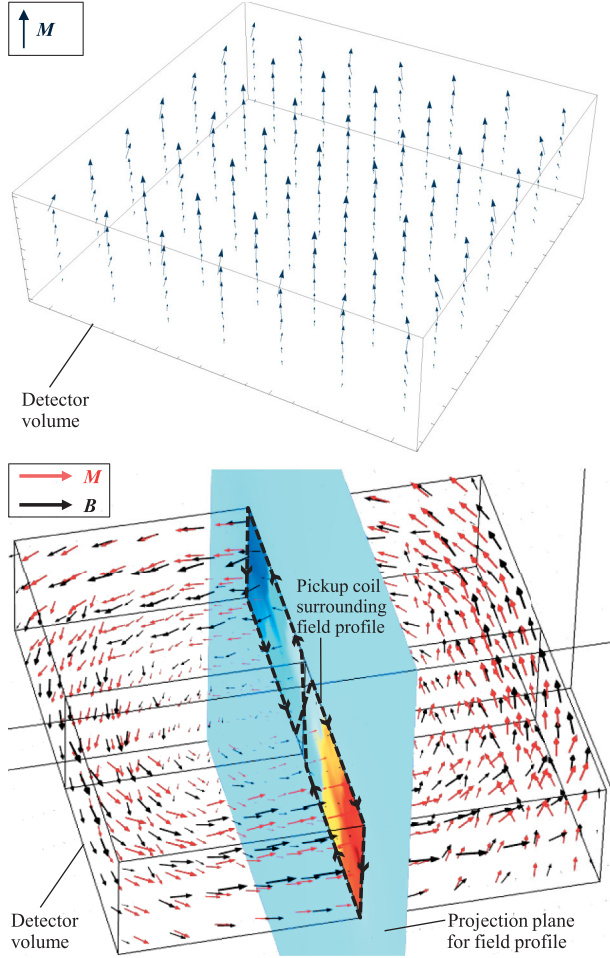 M
Detector
volume
M
B
Pickup coil
surrounding
field profile
Detector
volume
Projection plane
for field profile